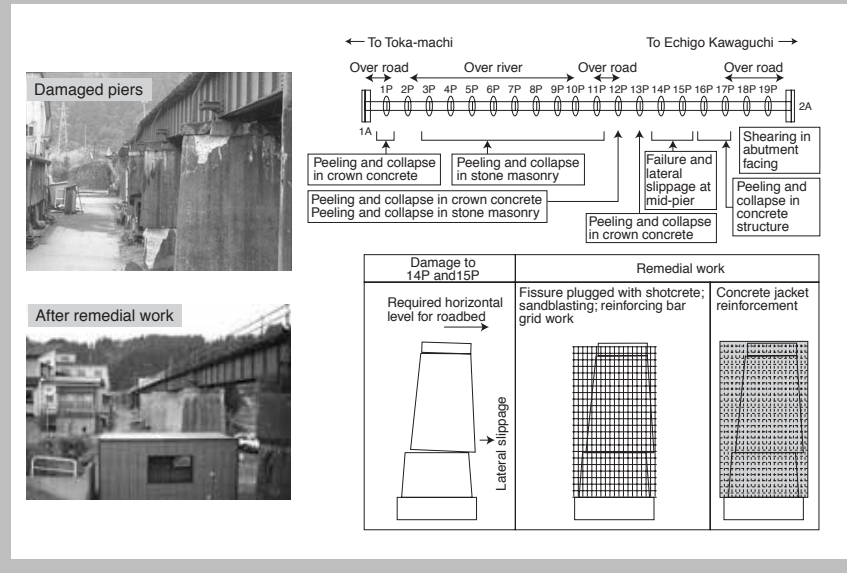 Damaged piers
After remedial work
To Toka-machi
To Echigo Kawaguchi
Over road
Over river
Over road
Over road
1P 2P 3P 4P 5P 6P 7P 8P 9P 10P 11P 12P 13P 14P 15P 16P 17P 18P 19P
1A
2A
Peeling and collapse
in crown concrete
Peeling and collapse
in stone masonry
Peeling and collapse in crown concrete
Peeling and collapse in stone masonry
Failure and
lateral
slippage at
mid-pier
Peeling and collapse
in crown concrete
Shearing in
abutment
facing
Peeling and
collapse in
concrete
structure
Damage to
14P and15P
Remedial work
Required horizontal
level for roadbed
Lateral slippage
Fissure plugged with shotcrete;
sandblasting; reinforcing bar
grid work
Concrete jacket
reinforcement